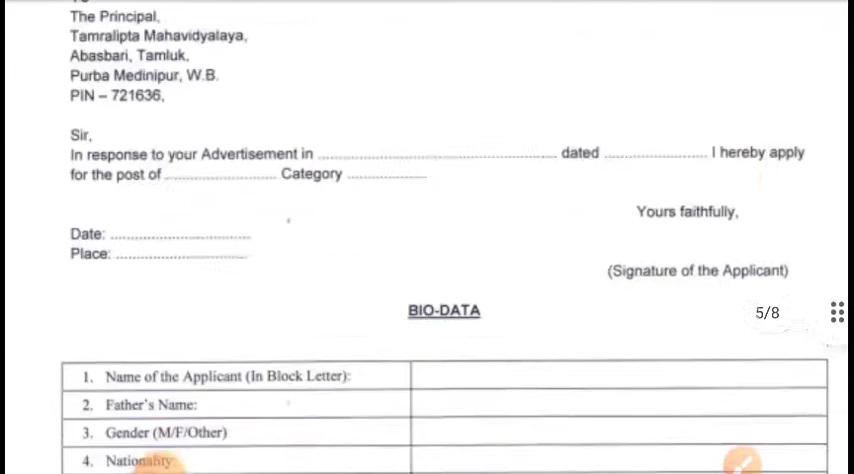 The Principal,
Tamralipta Mahavidyalaya,
Abasbari, Tamluk,
Purba Medinipur, W.B.
PIN – 721636,
Sir,
In response to your Advertisement in ........................ dated ........................ I hereby apply
for the post of ........................ Category ........................
Yours faithfully,
Date: ........................
Place: ........................
(Signature of the Applicant)
BIO-DATA
5/8
1. Name of the Applicant (In Block Letter):
2. Father's Name:
3. Gender (M/F/Other)
4. Nationality